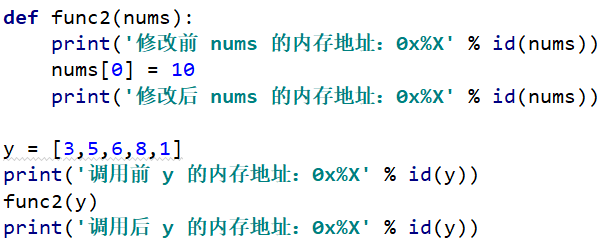 def func2(nums):
    print('修改前 nums 的内存地址：0x%X' % id(nums))
    nums[0] = 10
    print('修改后 nums 的内存地址：0x%X' % id(nums))
y = [3,5,6,8,1]
print('调用前 y 的内存地址：0x%X' % id(y))
func2(y)
print('调用后 y 的内存地址：0x%X' % id(y))